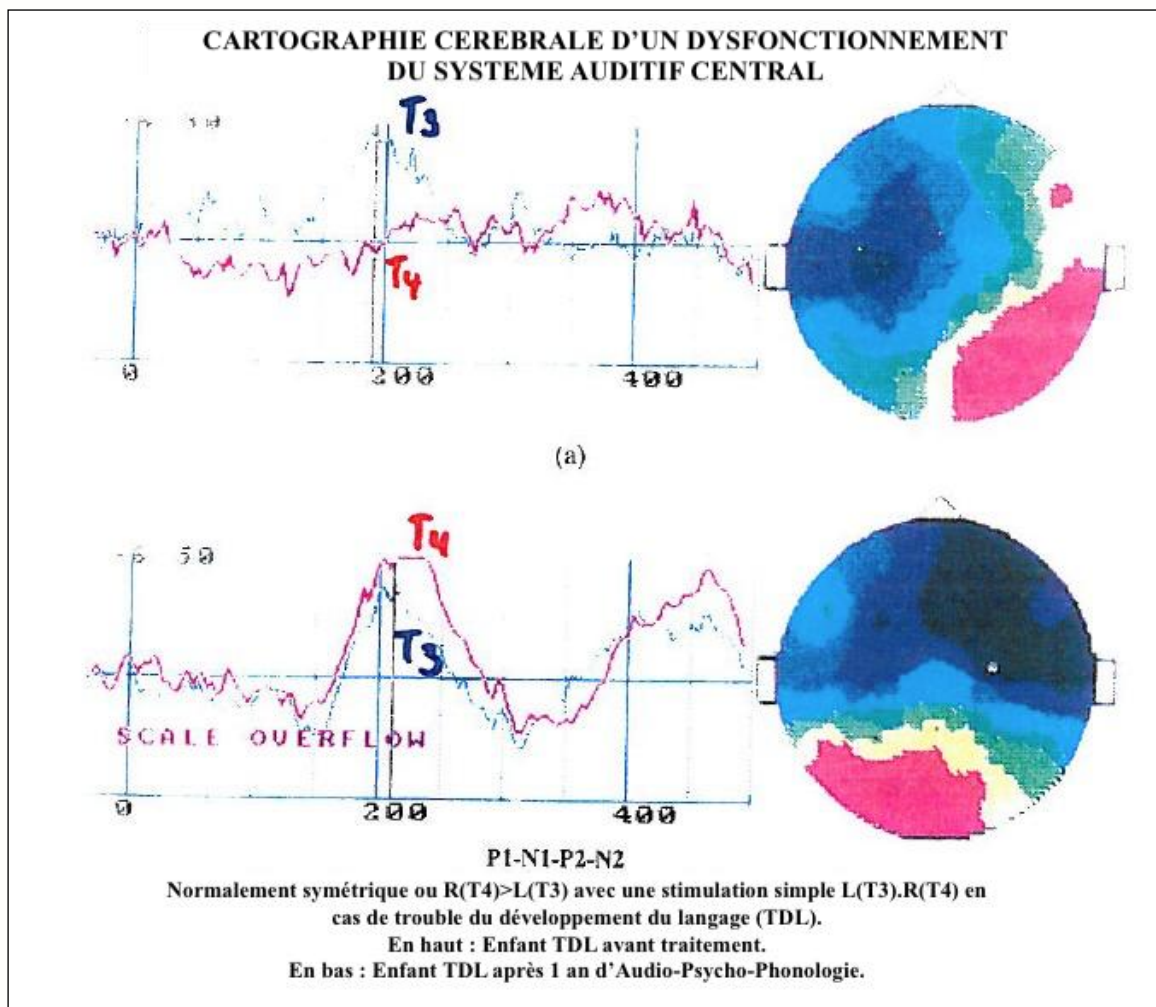 CARTOGRAPHIE CEREBRALE D'UN DYSFONCTIONNEMENT
DU SYSTEME AUDITIF CENTRAL
T3
T4
0 200 400
(a)
T4
50
T3
SCALE OVERFLOW
0 200 400
P1-N1-P2-N2
Normalement symétrique ou R(T4)>L(T3) avec une stimulation simple L(T3).R(T4) en
cas de trouble du développement du langage (TDL).
En haut : Enfant TDL avant traitement.
En bas : Enfant TDL après 1 an d'Audio-Psycho-Phonologie.